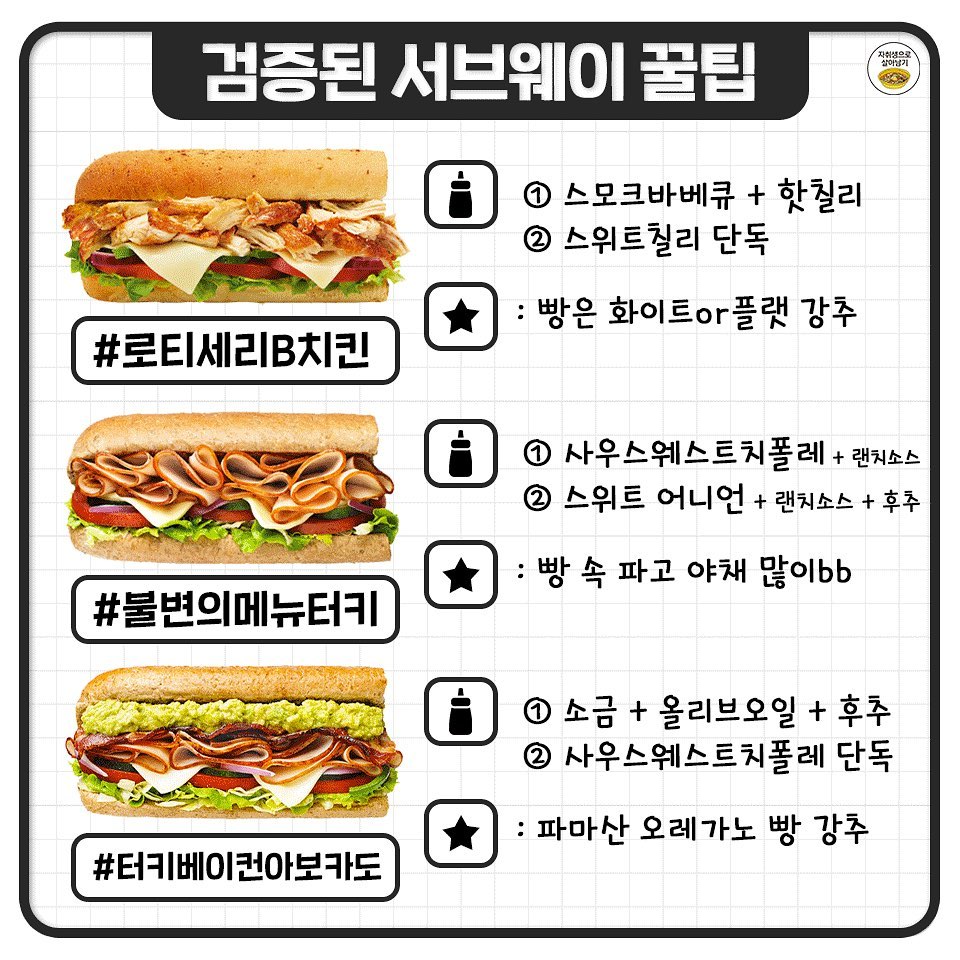 검증된 서브웨이 꿀팁
자취생으로
살아남기
① 스모크바베큐 + 핫칠리
② 스위트칠리 단독
: 빵은 화이트or플랫 강추
#로티세리B치킨
① 사우스웨스트치폴레 + 랜치소스
② 스위트 어니언 + 랜치소스 + 후추
: 빵 속 파고 야채 많이bb
#불변의메뉴터키
① 소금 + 올리브오일 + 후추
② 사우스웨스트치폴레 단독
: 파마산 오레가노 빵 강추
#터키베이컨아보카도